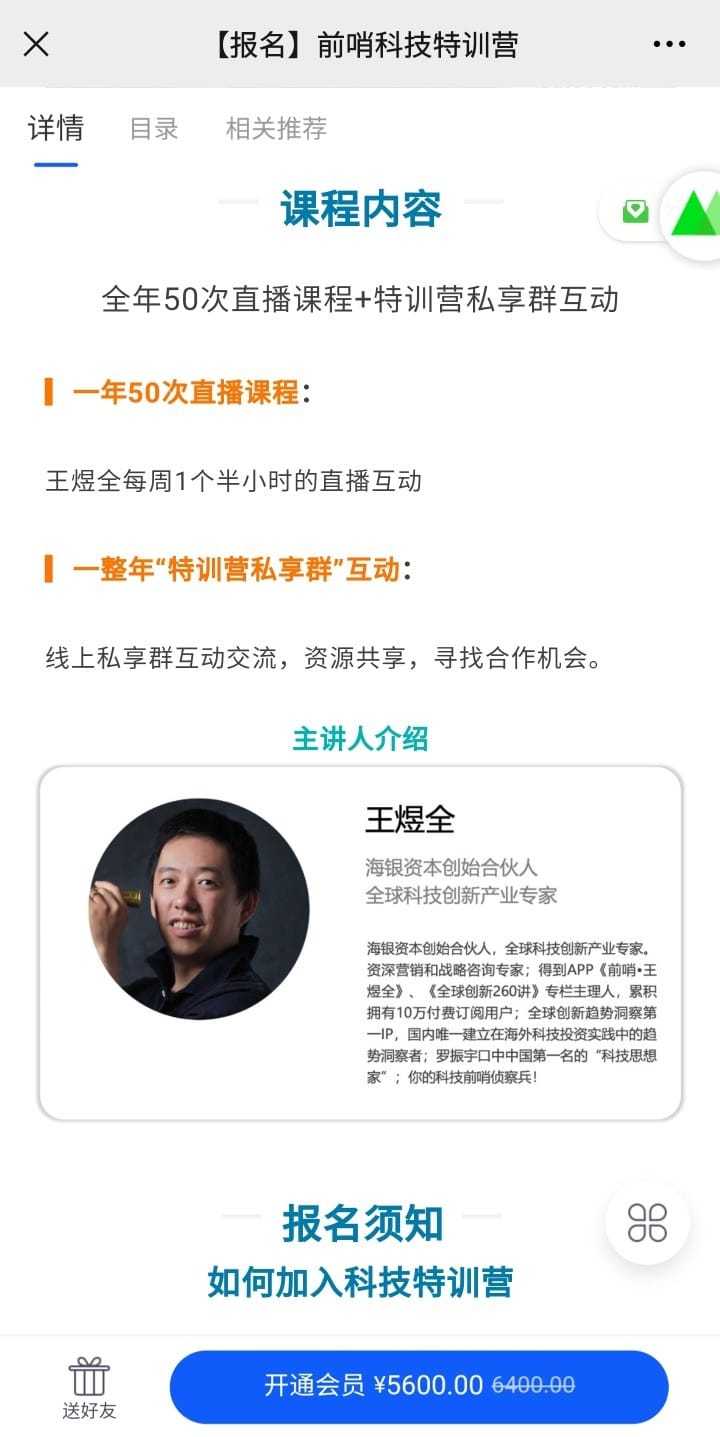 【报名】前哨科技特训营
详情 目录 相关推荐
课程内容
全年50次直播课程+特训营私享群互动
一年50次直播课程：
王煜全每周1个半小时的直播互动
一整年“特训营私享群”互动：
线上私享群互动交流，资源共享，寻找合作机会。
主讲人介绍
王煜全
海银资本创始合伙人
全球科技创新产业专家
海银资本创始合伙人，全球科技创新产业专家。
资深营销和战略咨询专家；得到APP《前哨•王
煜全》、《全球创新260讲》专栏主理人，累积
拥有10万付费订阅用户；全球创新趋势洞察第
一IP，国内唯一建立在海外科技投资实践中的趋
势洞察者；罗振宇口中中国第一名的“科技思想
家”；你的科技前哨侦察兵！
报名须知
如何加入科技特训营
送好友
开通会员 ¥5600.00 6400.00